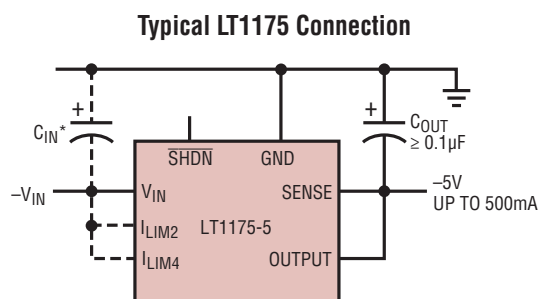 Typical LT1175 Connection
+
C_IN*
+
C_OUT
≥ 0.1µF
SHDN
GND
–V_IN
V_IN
SENSE
–5V
UP TO 500mA
I_LIM2
LT1175-5
I_LIM4
OUTPUT